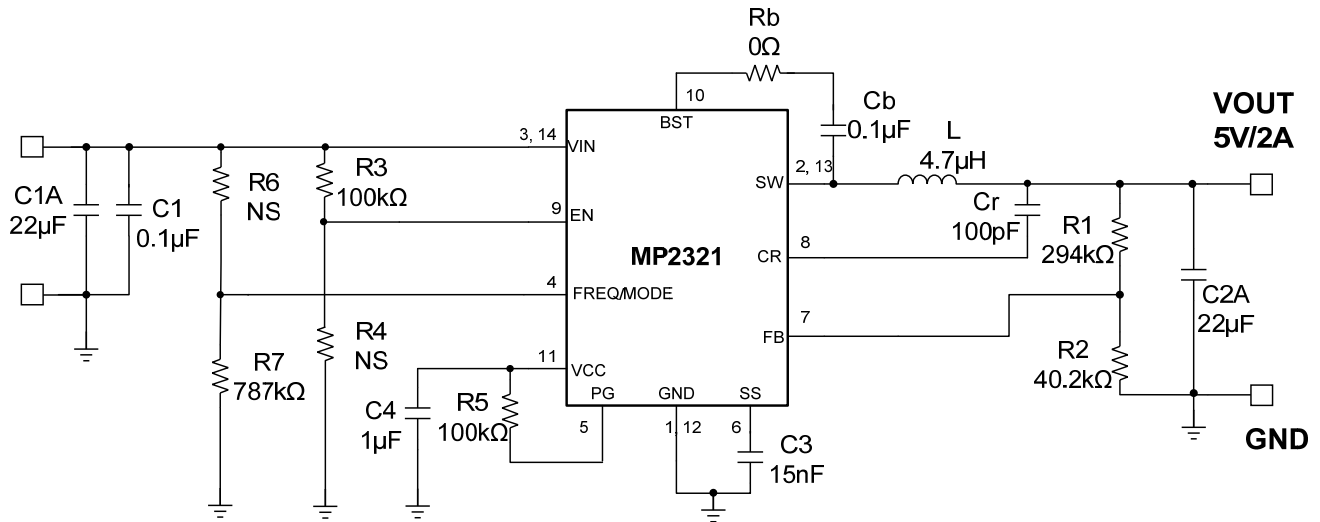 Rb
0Ω
10
BST
Cb
0.1µF
VOUT
5V/2A
L
4.7µH
3, 14
VIN
2, 13
SW
R6
NS
R3
100kΩ
C1A
22µF
C1
0.1µF
9
EN
Cr
100pF
R1
294kΩ
8
CR
MP2321
4
FREQ/MODE
C2A
22µF
7
FB
R4
NS
R7
787kΩ
R2
40.2kΩ
11
VCC
PG
GND
SS
C4
1µF
R5
100kΩ
5
1, 12
6
C3
15nF
GND